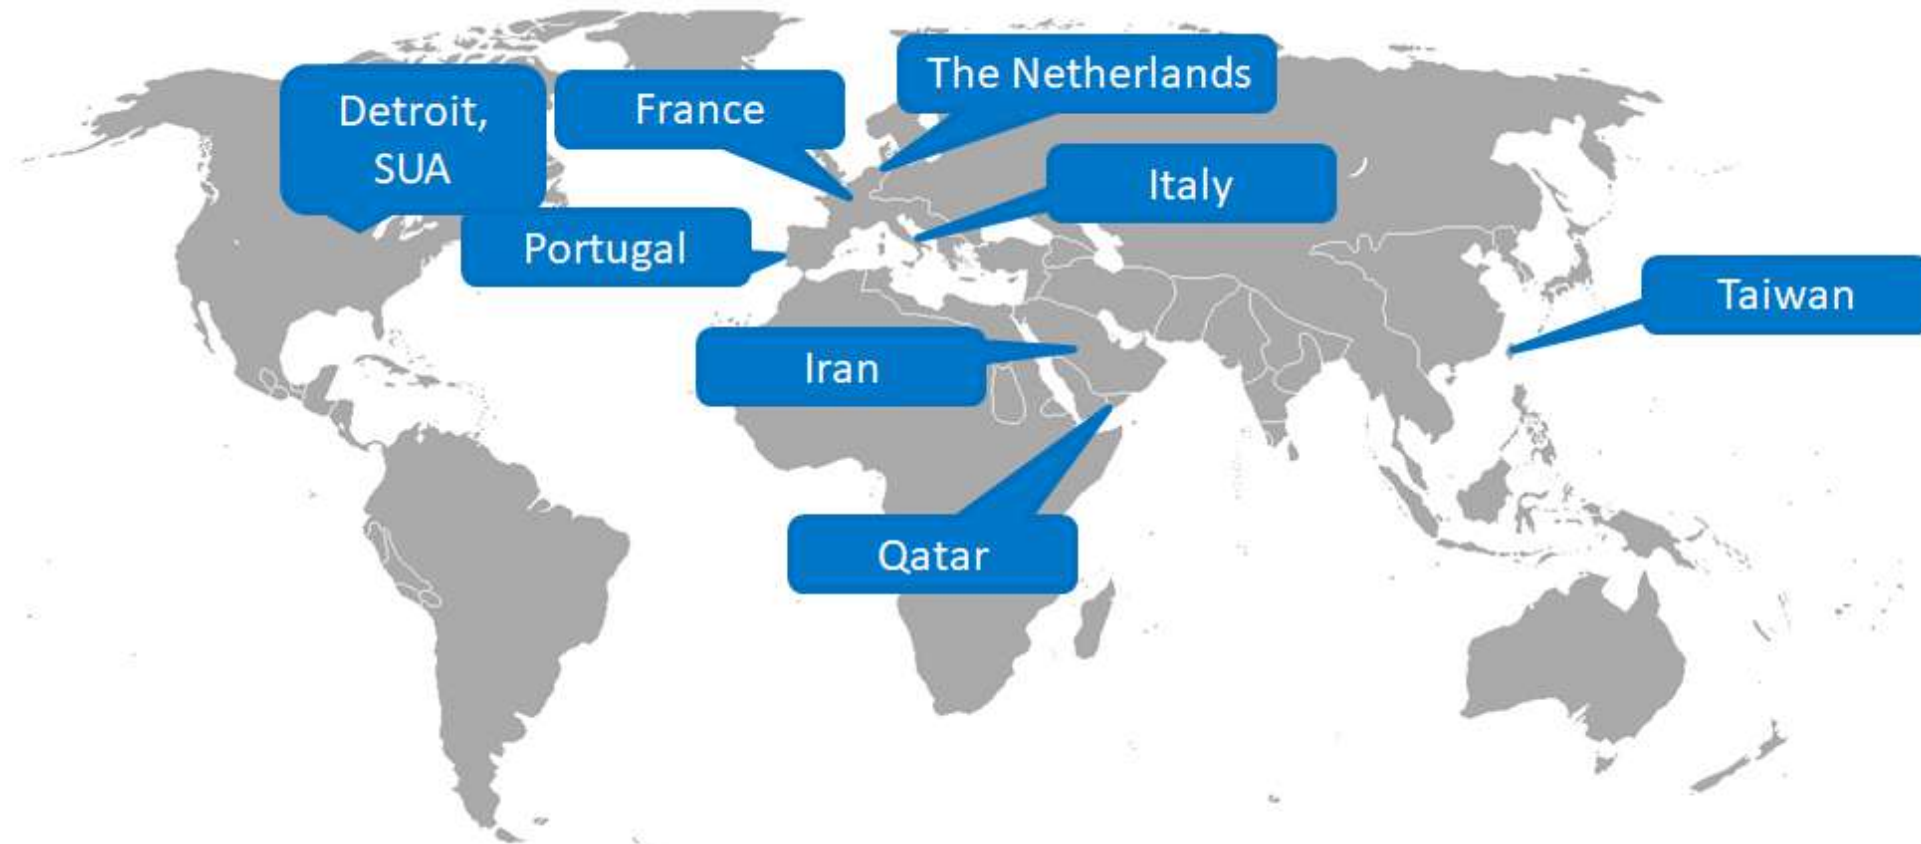 The Netherlands
Detroit,
SUA
France
Italy
Portugal
Taiwan
Iran
Qatar